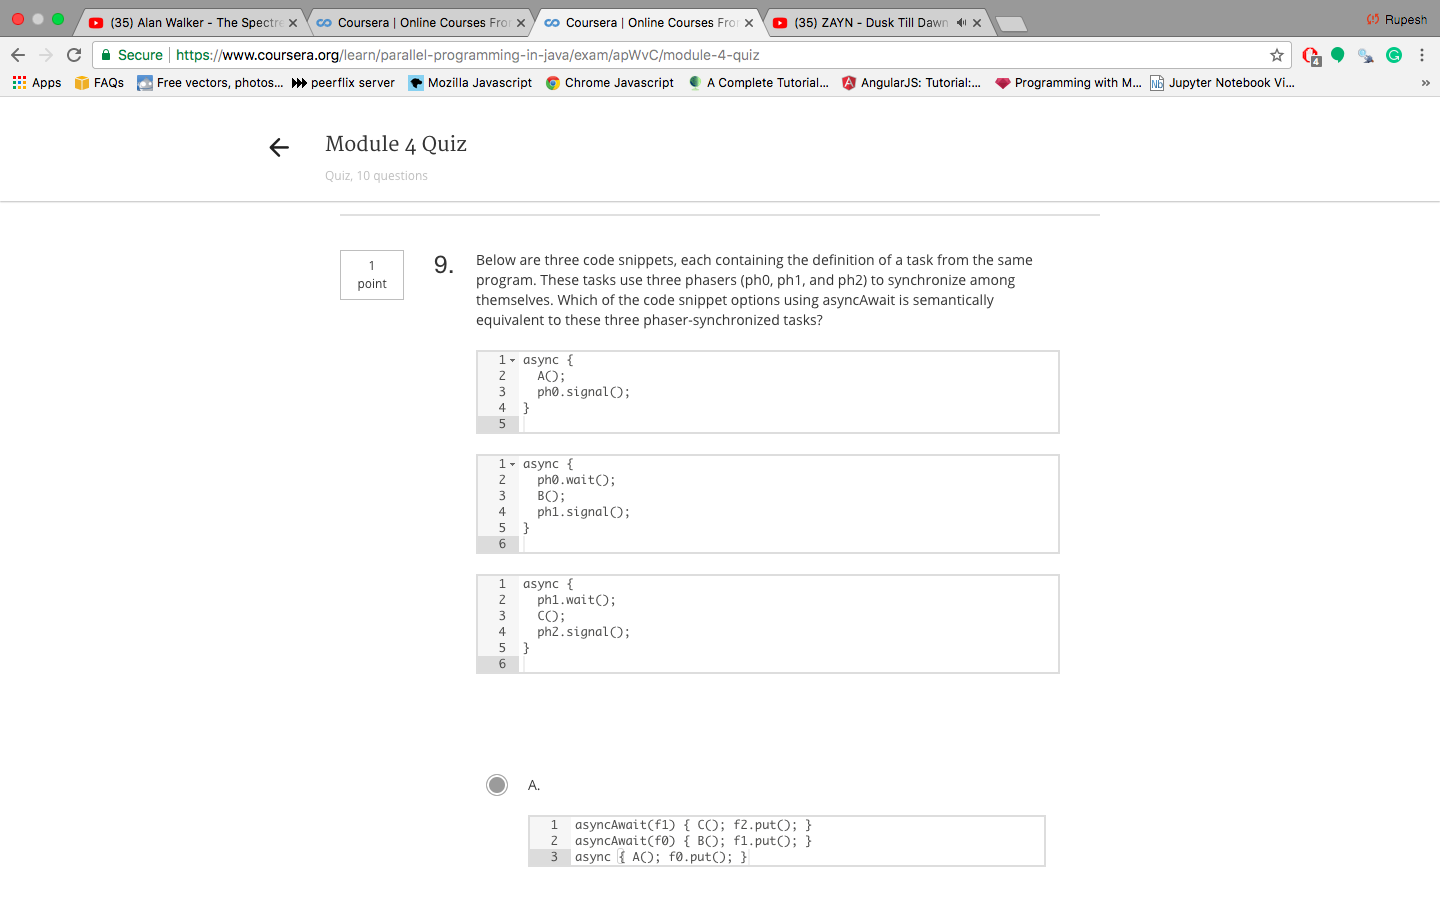 (35) Alan Walker - The Spectre
Coursera | Online Courses From
Coursera | Online Courses From
(35) ZAYN - Dusk Till Dawn
Rupesh
Secure https://www.coursera.org/learn/parallel-programming-in-java/exam/apWvC/module-4-quiz
4
Apps
FAQs
Free vectors, photos...
peerflix server
Mozilla Javascript
Chrome Javascript
A Complete Tutorial...
AngularJS: Tutorial:...
Programming with M...
Jupyter Notebook Vi...
»
Module 4 Quiz
Quiz, 10 questions
1
point
9.
Below are three code snippets, each containing the definition of a task from the same
program. These tasks use three phasers (ph0, ph1, and ph2) to synchronize among
themselves. Which of the code snippet options using asyncAwait is semantically
equivalent to these three phaser-synchronized tasks?
1 async {
2 A();
3 ph0.signal();
4 }
5
1 async {
2 ph0.wait();
3 B();
4 ph1.signal();
5 }
6
1 async {
2 ph1.wait();
3 C();
4 ph2.signal();
5 }
6
A.
1 asyncAwait(f1) { C(); f2.put(); }
2 asyncAwait(f0) { B(); f1.put(); }
3 async { A(); f0.put(); }